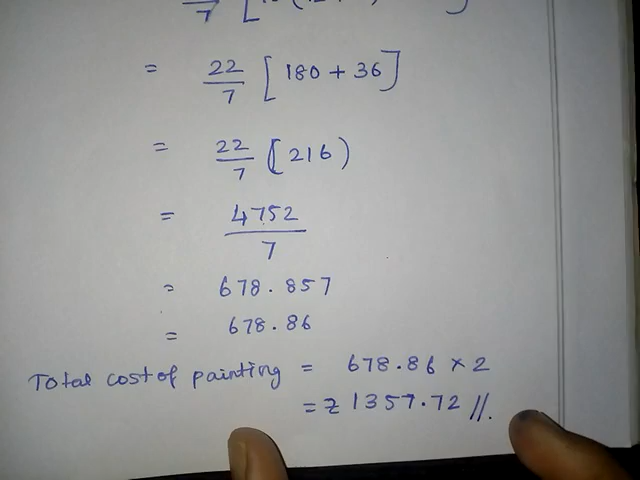 7
= 22/7 [180 + 36]
= 22/7 (216)
= 4752/7
= 678.857
= 678.86
Total cost of painting = 678.86 × 2
= ₹ 1357.72 //.